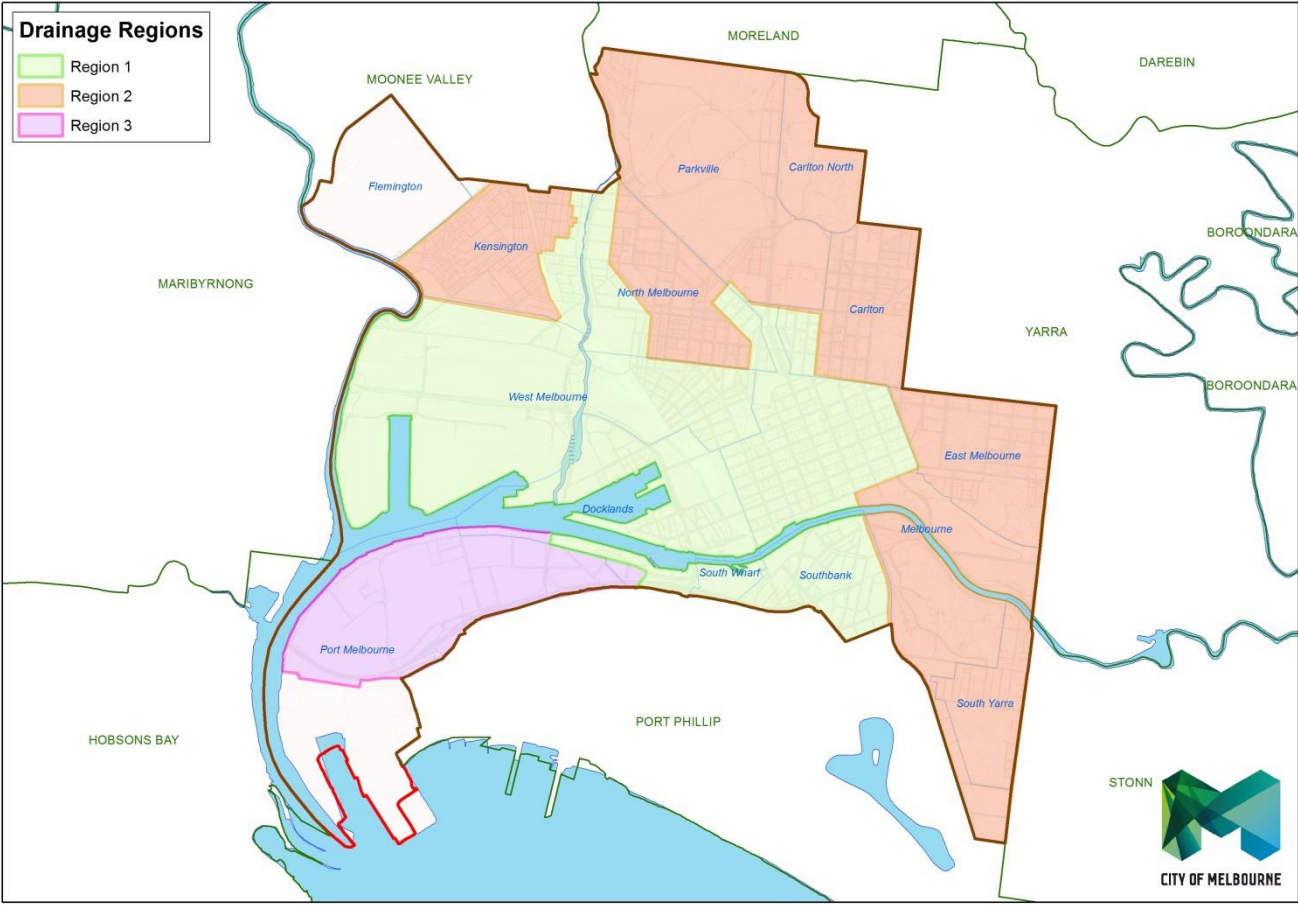 Drainage Regions
Region 1
Region 2
Region 3
MORELAND
DAREBIN
MOONEE VALLEY
Flemington
Parkville
Carlton North
BOROONDARA
Kensington
MARIBYRNONG
North Melbourne
Carlton
YARRA
BOROONDARA
West Melbourne
East Melbourne
Docklands
Melbourne
South Wharf
Southbank
Port Melbourne
South Yarra
PORT PHILLIP
HOBSONS BAY
STONN
CITY OF MELBOURNE